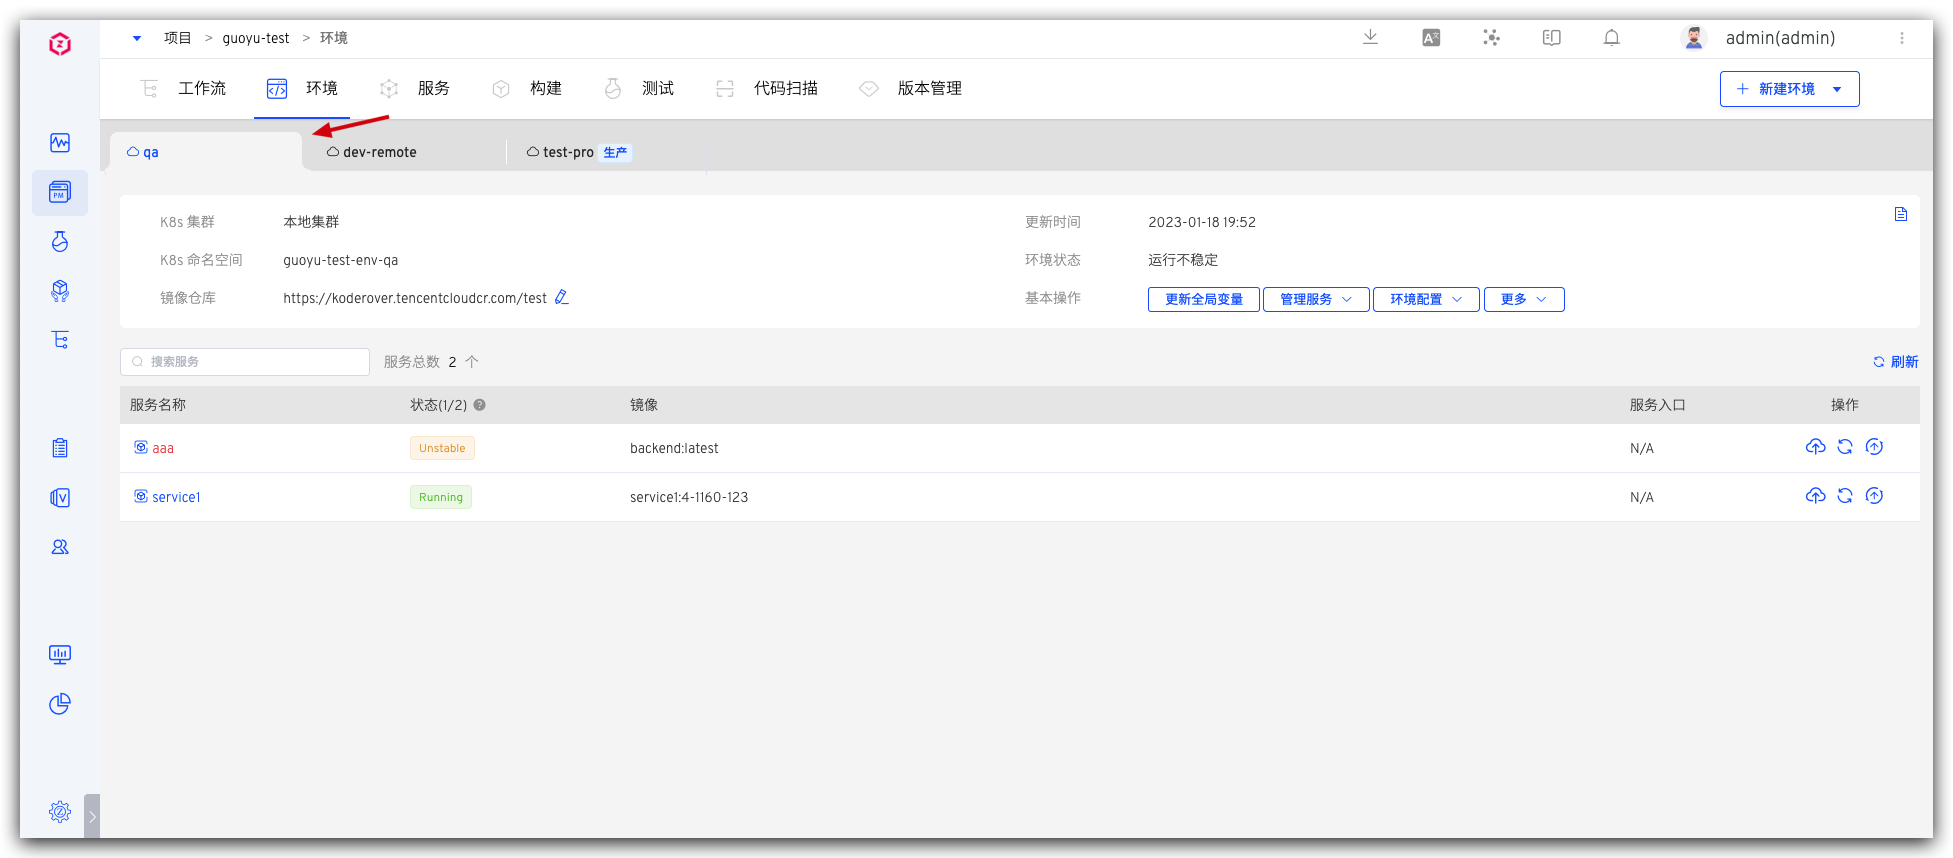 项目 > guoyu-test > 环境
admin(admin)
工作流 环境 服务 构建 测试 代码扫描 版本管理
新建环境
qa dev-remote test-pro 生产
K8s 集群 本地集群 更新时间 2023-01-18 19:52
K8s 命名空间 guoyu-test-env-qa 环境状态 运行不稳定
镜像仓库 https://koderover.tencentcloudcr.com/test 基本操作 更新全局变量 管理服务 环境配置 更多
搜索服务 服务总数 2 个 刷新
服务名称 状态(1/2) 镜像 服务入口 操作
aaa Unstable backend:latest N/A
service1 Running service1:4-1160-123 N/A